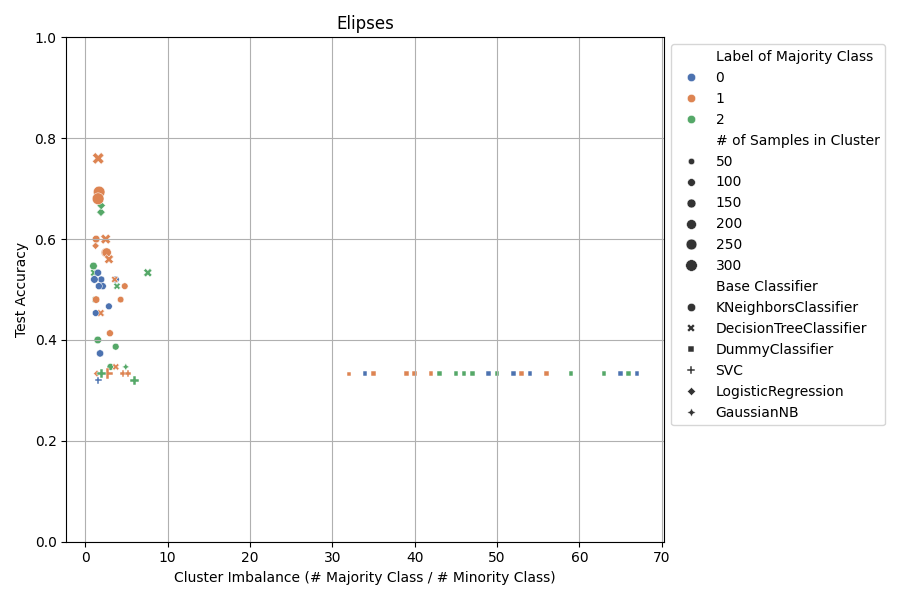 Elipses
1.0
0.8
0.6
0.4
0.2
0.0
Test Accuracy
0 10 20 30 40 50 60 70
Cluster Imbalance (# Majority Class / # Minority Class)
Label of Majority Class
0
1
2
# of Samples in Cluster
50
100
150
200
250
300
Base Classifier
KNeighborsClassifier
DecisionTreeClassifier
DummyClassifier
SVC
LogisticRegression
GaussianNB